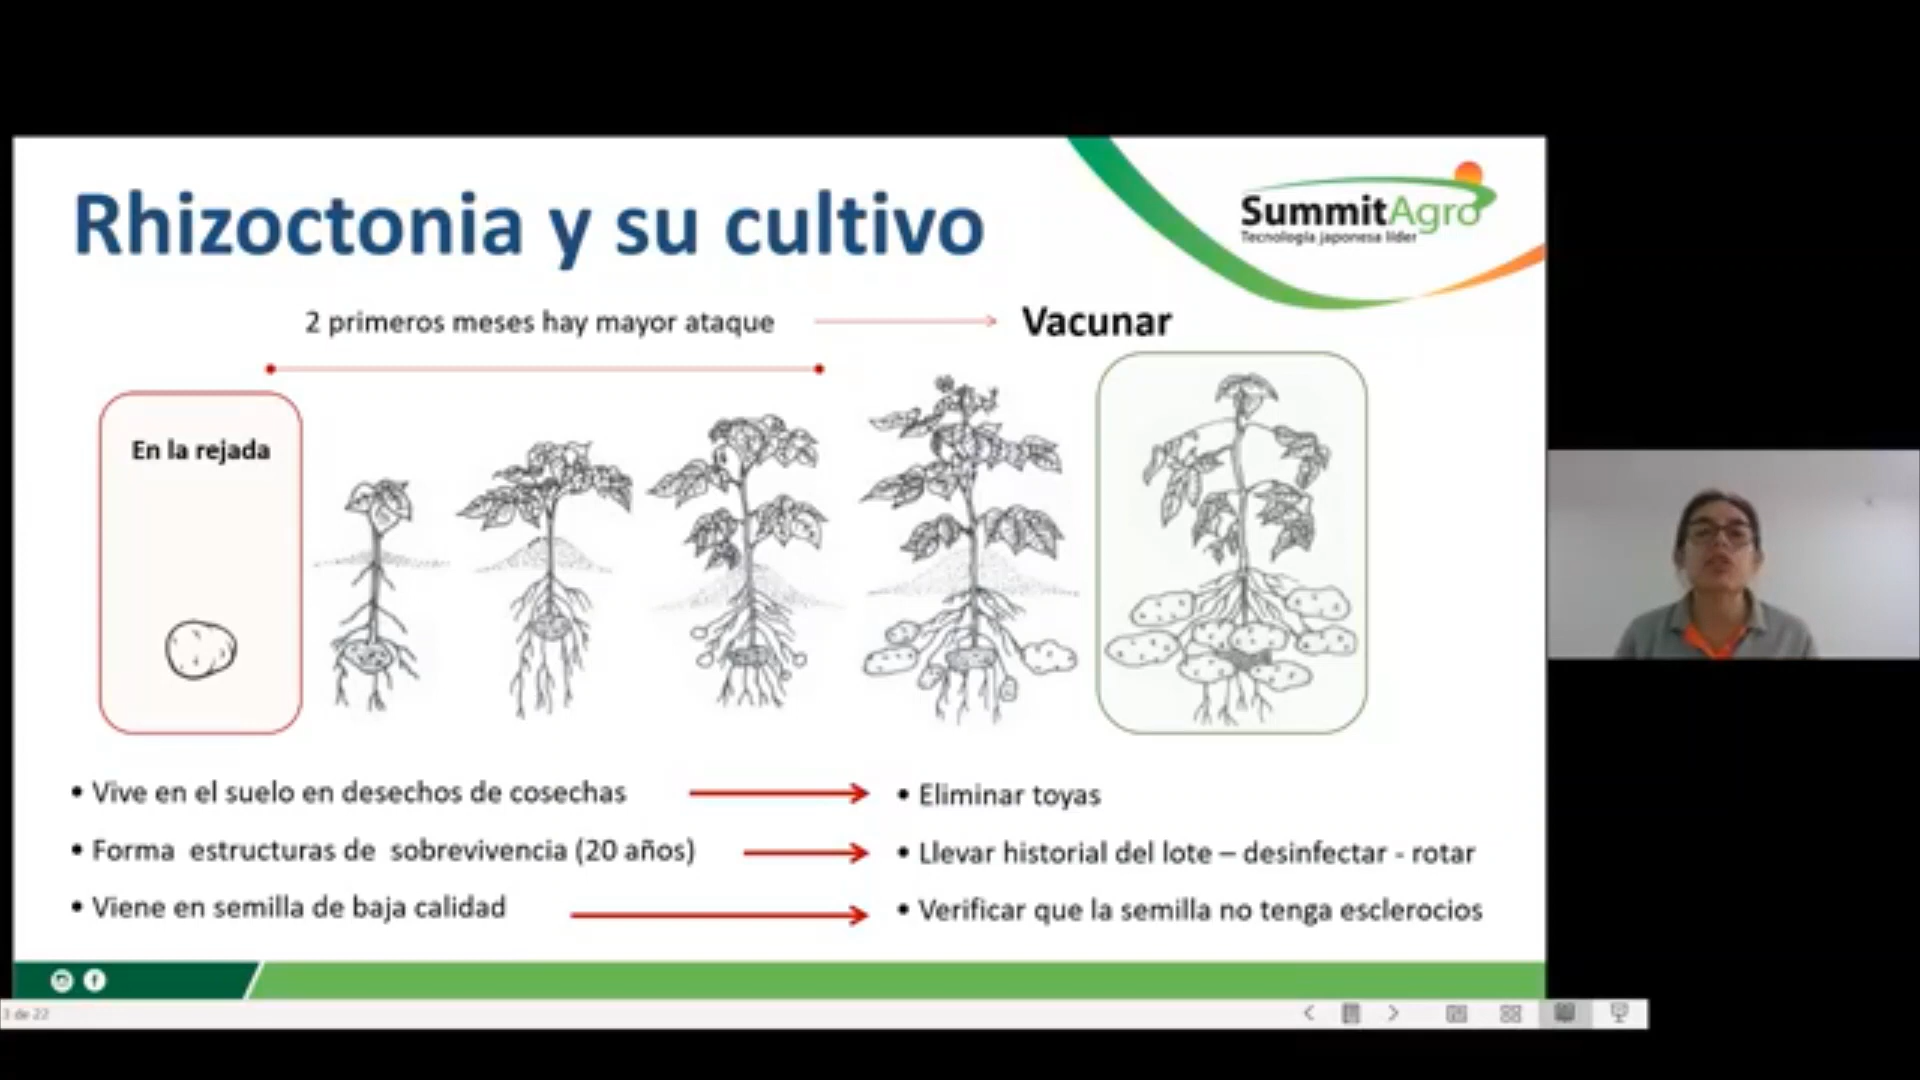 Rhizoctonia y su cultivo
SummitAgro
Tecnología japonesa líder
2 primeros meses hay mayor ataque
Vacunar
En la rejada
• Vive en el suelo en desechos de cosechas
• Eliminar toyas
• Forma estructuras de sobrevivencia (20 años)
• Llevar historial del lote – desinfectar - rotar
• Viene en semilla de baja calidad
• Verificar que la semilla no tenga esclerocios
3 de 22